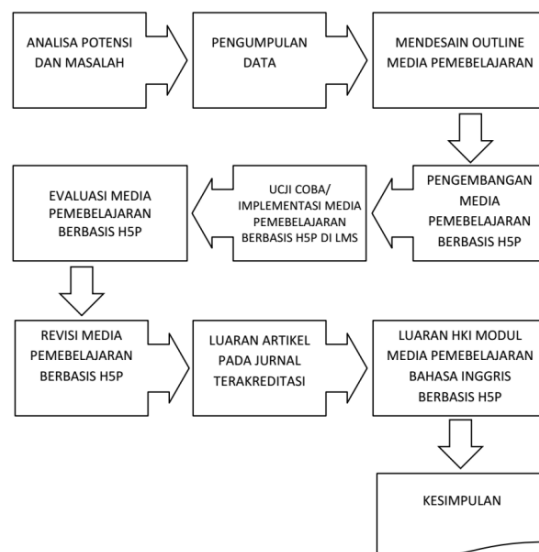 ANALISA POTENSI
DAN MASALAH
PENGUMPULAN
DATA
MENDESAIN OUTLINE
MEDIA PEMEBELAJARAN
PENGEMBANGAN
MEDIA
PEMEBELAJARAN
BERBASIS H5P
UCJI COBA/
IMPLEMENTASI MEDIA
PEMEBELAJARAN
BERBASIS H5P DI LMS
EVALUASI MEDIA
PEMEBELAJARAN
BERBASIS H5P
REVISI MEDIA
PEMEBELAJARAN
BERBASIS H5P
LUARAN ARTIKEL
PADA JURNAL
TERAKREDITASI
LUARAN HKI MODUL
MEDIA PEMEBELAJARAN
BAHASA INGGRIS
BERBASIS H5P
KESIMPULAN